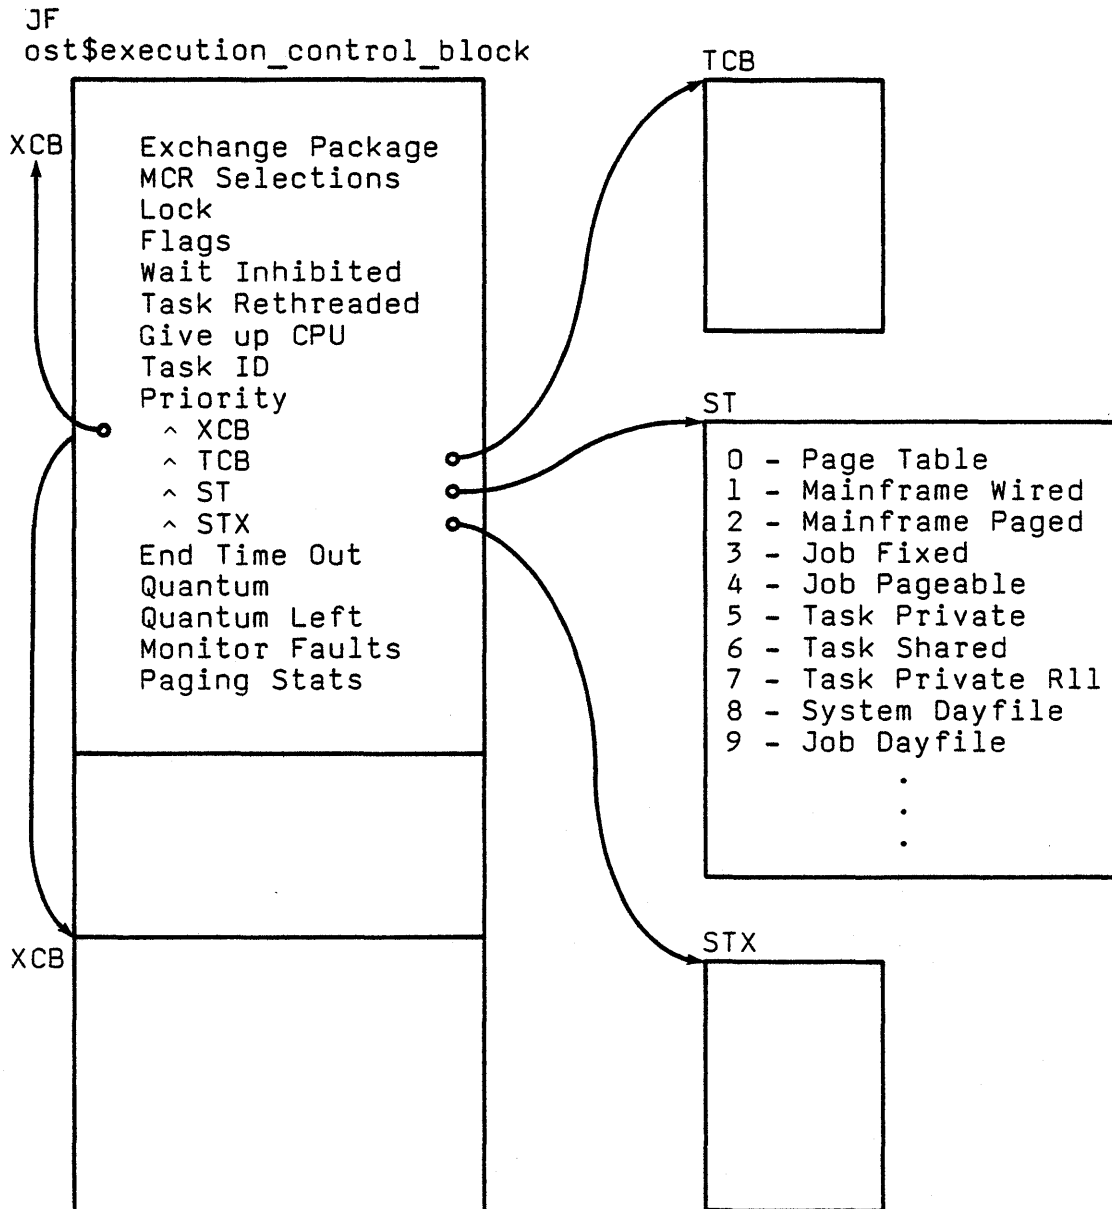 JF
ost$execution_control_block
XCB
Exchange Package
MCR Selections
Lock
Flags
Wait Inhibited
Task Rethreaded
Give up CPU
Task ID
Priority
^ XCB
^ TCB
^ ST
^ STX
End Time Out
Quantum
Quantum Left
Monitor Faults
Paging Stats
XCB
TCB
ST
0 - Page Table
1 - Mainframe Wired
2 - Mainframe Paged
3 - Job Fixed
4 - Job Pageable
5 - Task Private
6 - Task Shared
7 - Task Private R11
8 - System Dayfile
9 - Job Dayfile
.
.
.
STX